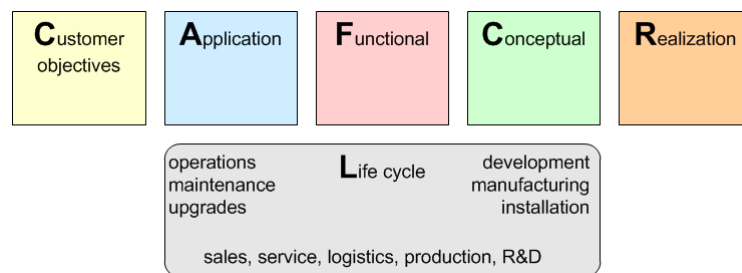 Customer
objectives
Application
Functional
Conceptual
Realization
operations
maintenance
upgrades
Life cycle
development
manufacturing
installation
sales, service, logistics, production, R&D